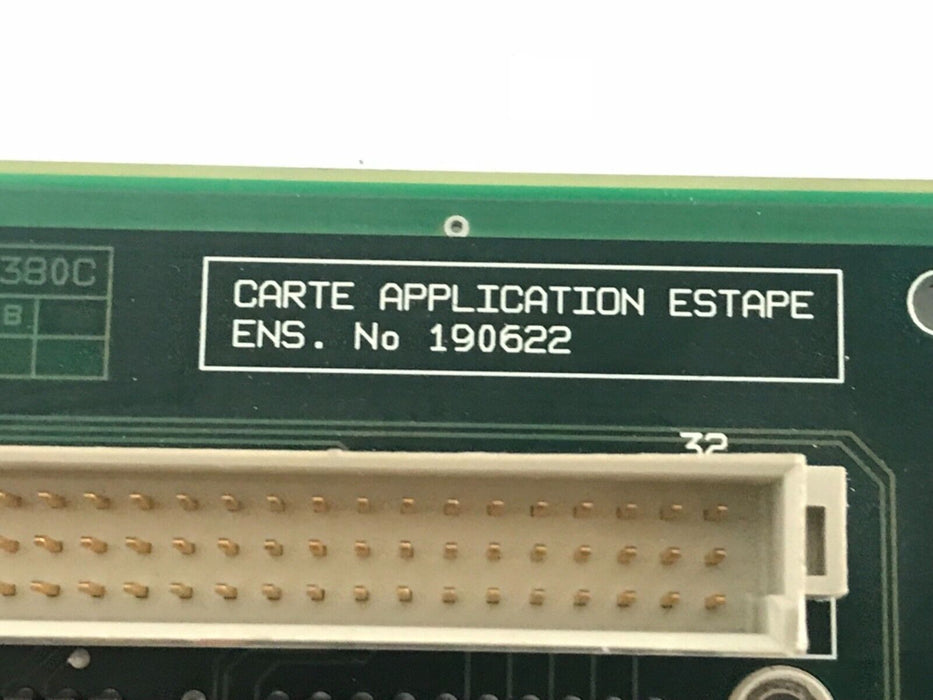 380C
B
CARTE APPLICATION ESTAPE
ENS. No 190622
32